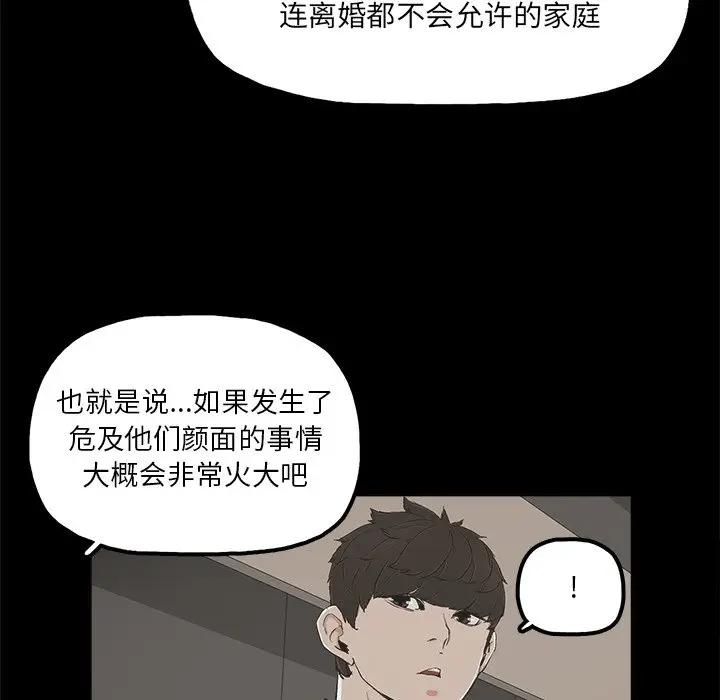 连离婚都不会允许的家庭
也就是说...如果发生了
危及他们颜面的事情
大概会非常火大吧
!